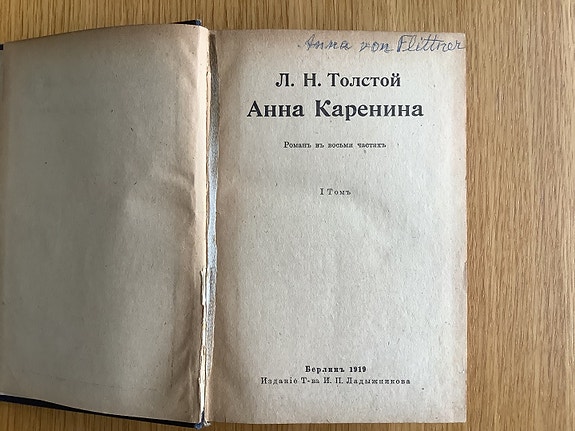 Anna von Flittner
Л. Н. Толстой
Анна Каренина
Романъ въ восьми частяхъ
I Томъ
Берлинъ 1919
Изданіе Т-ва И. П. Ладыжникова